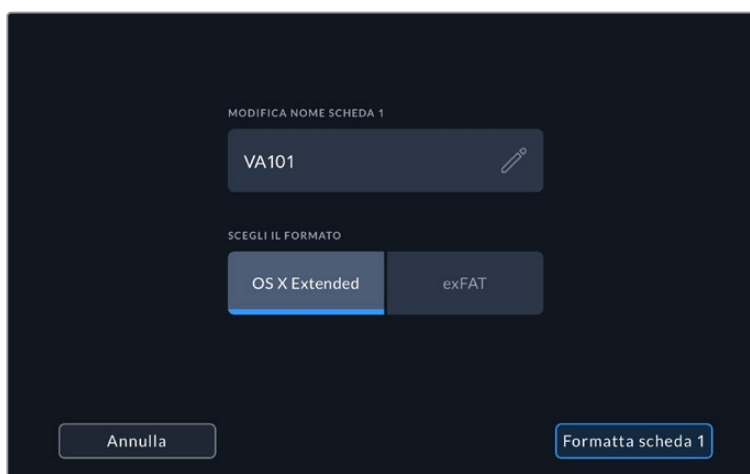 MODIFICA NOME SCHEDA 1
VA101
SCEGLI IL FORMATO
OS X Extended
exFAT
Annulla
Formatta scheda 1